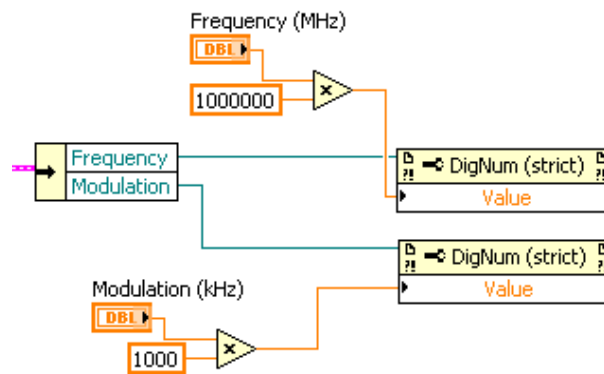 Frequency (MHz)
DBL
×
1000000
Frequency
Modulation
?!
DigNum (strict)
?!
Value
?!
DigNum (strict)
?!
Value
Modulation (kHz)
DBL
×
1000